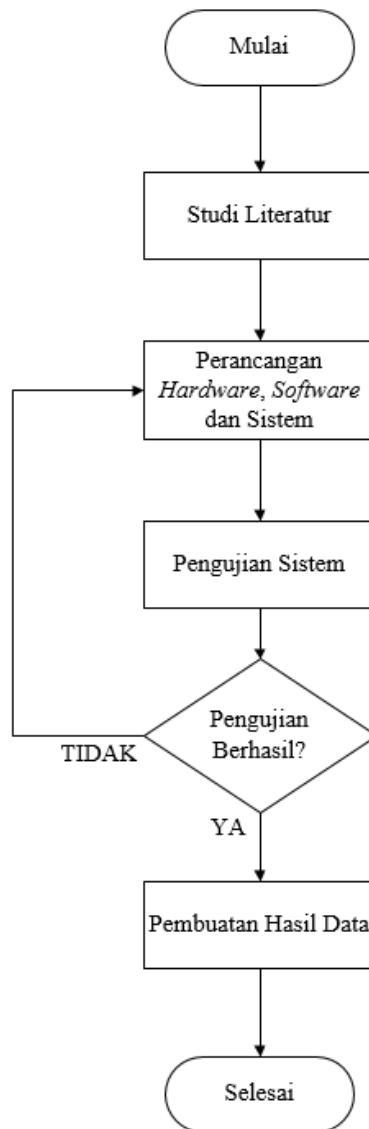 Mulai
Studi Literatur
Perancangan
Hardware, Software
dan Sistem
Pengujian Sistem
Pengujian
Berhasil?
TIDAK
YA
Pembuatan Hasil Data
Selesai